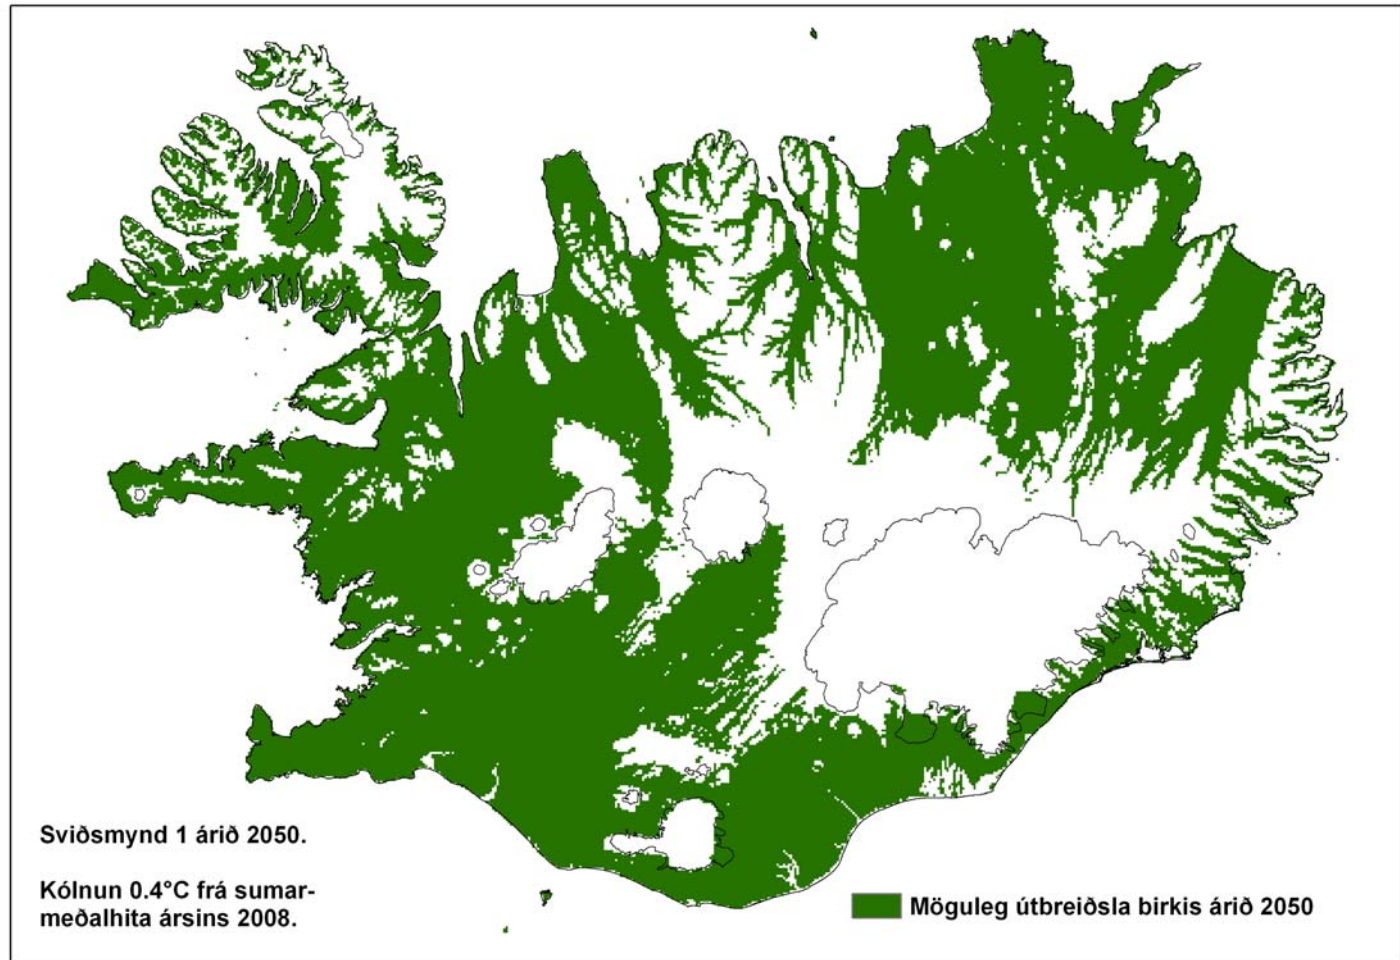 Sviðsmynd 1 árið 2050.
Kólnun 0.4°C frá sumar-
meðalhita ársins 2008.
Möguleg útbreiðsla birkis árið 2050